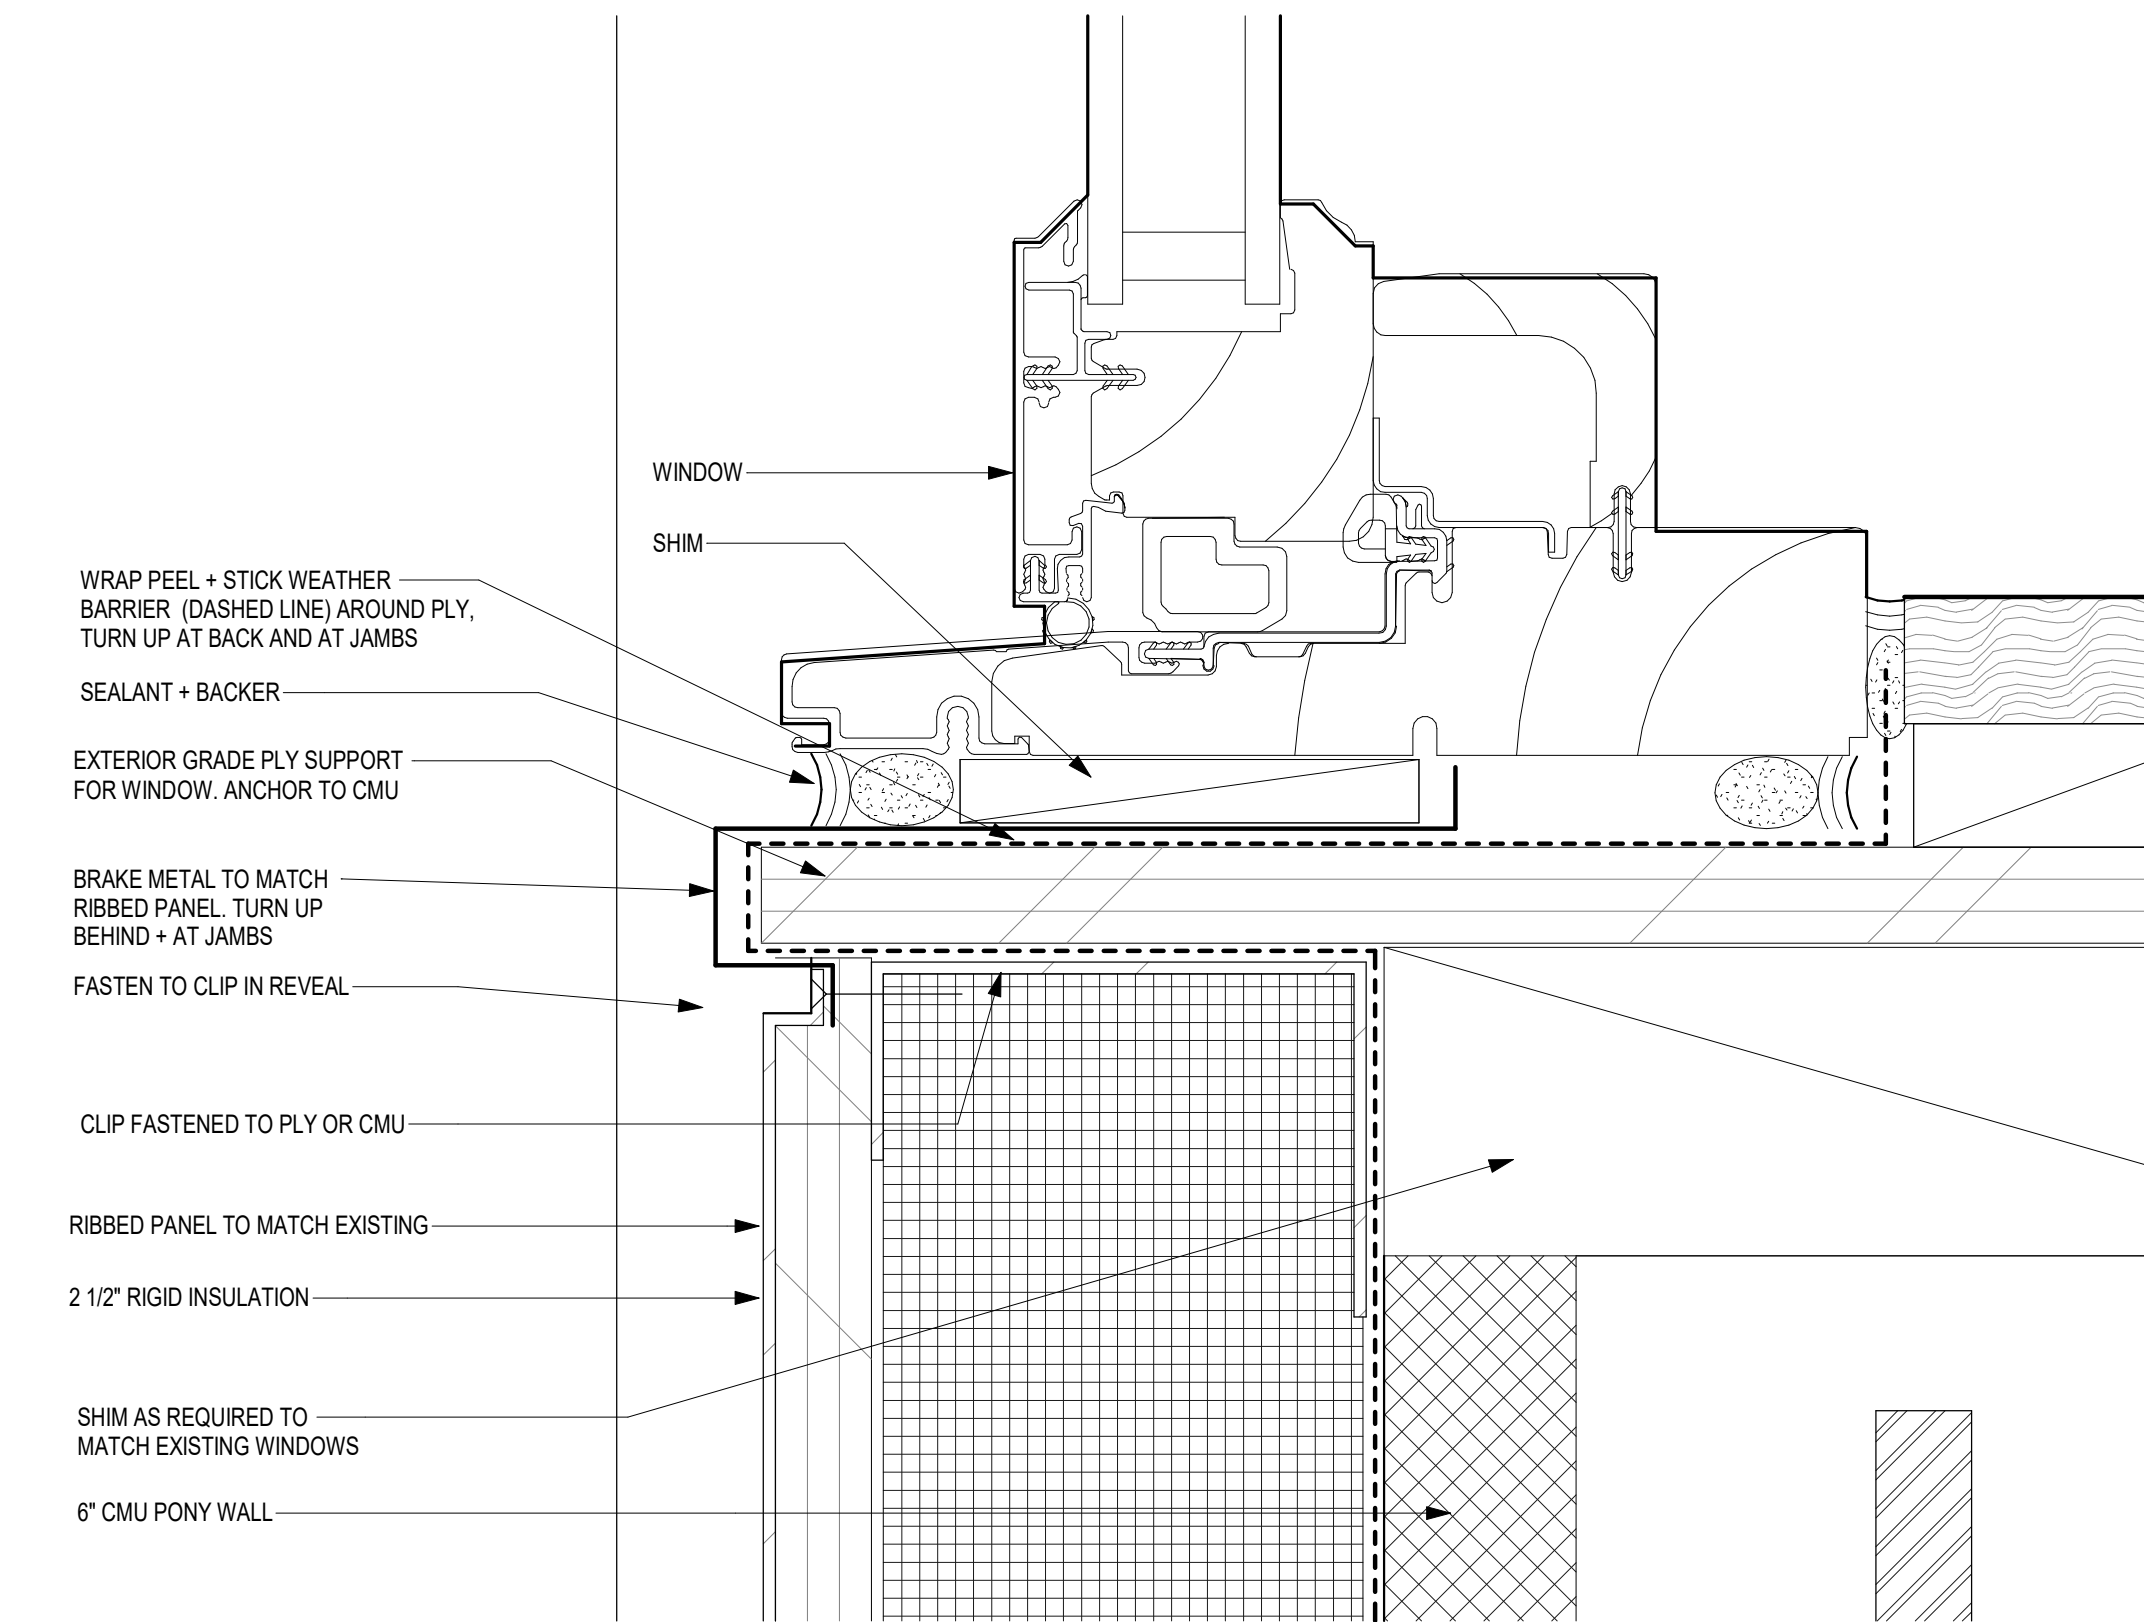 WINDOW
SHIM
WRAP PEEL + STICK WEATHER
BARRIER (DASHED LINE) AROUND PLY,
TURN UP AT BACK AND AT JAMBS
SEALANT + BACKER
EXTERIOR GRADE PLY SUPPORT
FOR WINDOW. ANCHOR TO CMU
BRAKE METAL TO MATCH
RIBBED PANEL. TURN UP
BEHIND + AT JAMBS
FASTEN TO CLIP IN REVEAL
CLIP FASTENED TO PLY OR CMU
RIBBED PANEL TO MATCH EXISTING
2 1/2" RIGID INSULATION
SHIM AS REQUIRED TO
MATCH EXISTING WINDOWS
6" CMU PONY WALL